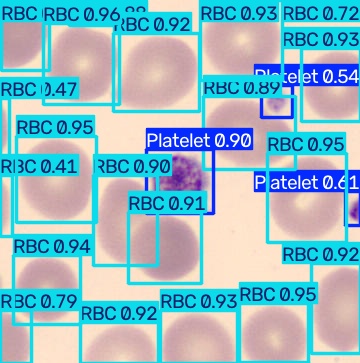 RBC 0.96
RBC 0.92
RBC 0.93
RBC 0.72
RBC 0.93
RBC 0.47
RBC 0.89
Platelet 0.54
RBC 0.95
Platelet 0.90
RBC 0.95
RBC 0.41
RBC 0.90
Platelet 0.61
RBC 0.91
RBC 0.94
RBC 0.92
RBC 0.79
RBC 0.92
RBC 0.93
RBC 0.95